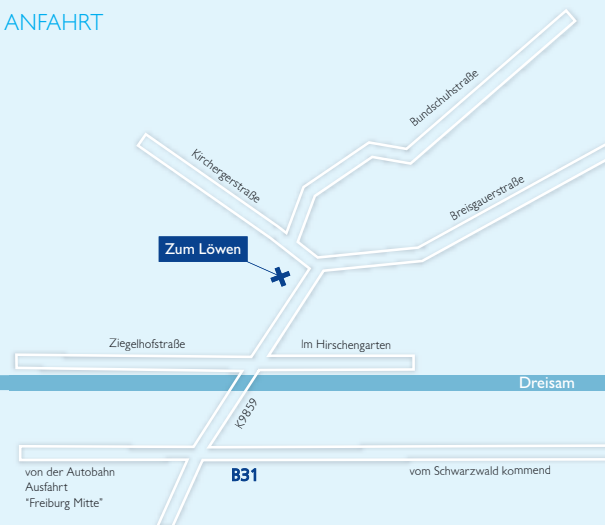 ANFAHRT
Bundschuhstraße
Kirchergerstraße
Breisgauerstraße
Zum Löwen
Ziegelhofstraße
Im Hirschengarten
Dreisam
K9859
B31
von der Autobahn
Ausfahrt
"Freiburg Mitte"
vom Schwarzwald kommend